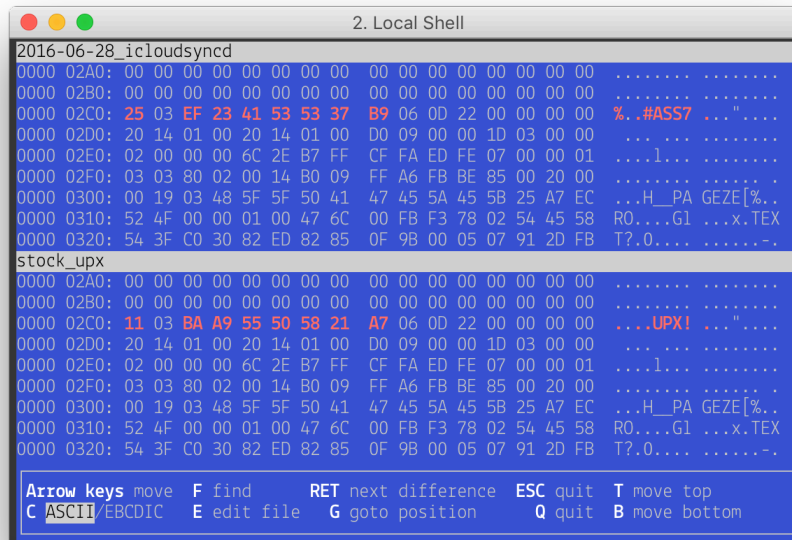 2. Local Shell
2016-06-28_icloudsyncd
0000 02A0: 00 00 00 00 00 00 00 00  00 00 00 00 00 00 00 00  ........ ........
0000 02B0: 00 00 00 00 00 00 00 00  00 00 00 00 00 00 00 00  ........ ........
0000 02C0: 25 03 EF 23 41 53 53 37  B9 06 0D 22 00 00 00 00  %..#ASS7 ..."....
0000 02D0: 20 14 01 00 20 14 01 00  D0 09 00 00 1D 03 00 00   ... ... ........
0000 02E0: 02 00 00 00 6C 2E B7 FF  CF FA ED FE 07 00 00 01  ....l... ........
0000 02F0: 03 03 80 02 00 14 B0 09  FF A6 FB BE 85 00 20 00  ........ ...... .
0000 0300: 00 19 03 48 5F 5F 50 41  47 45 5A 45 5B 25 A7 EC  ...H__PA GEZE[%..
0000 0310: 52 4F 00 00 01 00 47 6C  00 FB F3 78 02 54 45 58  RO....Gl ...x.TEX
0000 0320: 54 3F C0 30 82 ED 82 85  0F 9B 00 05 07 91 2D FB  T?.0.... ......-.
stock_upx
0000 02A0: 00 00 00 00 00 00 00 00  00 00 00 00 00 00 00 00  ........ ........
0000 02B0: 00 00 00 00 00 00 00 00  00 00 00 00 00 00 00 00  ........ ........
0000 02C0: 11 03 BA A9 55 50 58 21  A7 06 0D 22 00 00 00 00  ....UPX! ..."....
0000 02D0: 20 14 01 00 20 14 01 00  D0 09 00 00 1D 03 00 00   ... ... ........
0000 02E0: 02 00 00 00 6C 2E B7 FF  CF FA ED FE 07 00 00 01  ....l... ........
0000 02F0: 03 03 80 02 00 14 B0 09  FF A6 FB BE 85 00 20 00  ........ ...... .
0000 0300: 00 19 03 48 5F 5F 50 41  47 45 5A 45 5B 25 A7 EC  ...H__PA GEZE[%..
0000 0310: 52 4F 00 00 01 00 47 6C  00 FB F3 78 02 54 45 58  RO....Gl ...x.TEX
0000 0320: 54 3F C0 30 82 ED 82 85  0F 9B 00 05 07 91 2D FB  T?.0.... ......-.
Arrow keys move  F find  RET next difference  ESC quit  T move top
C ASCII/EBCDIC  E edit file  G goto position  Q quit  B move bottom